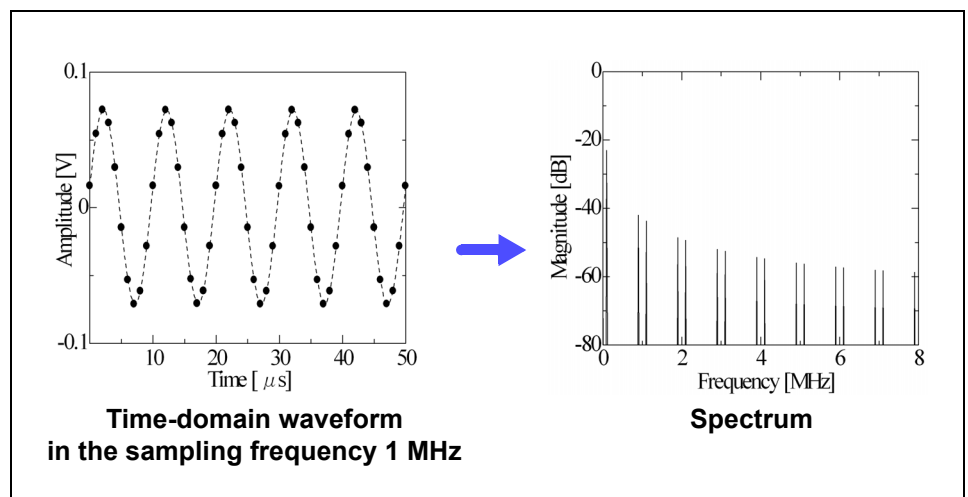 0.1
0
-0.1
Amplitude [V]
10 20 30 40 50
Time [ μs]
Time-domain waveform
in the sampling frequency 1 MHz
0
-20
-40
-60
-80
Magnitude [dB]
0 2 4 6 8
Frequency [MHz]
Spectrum